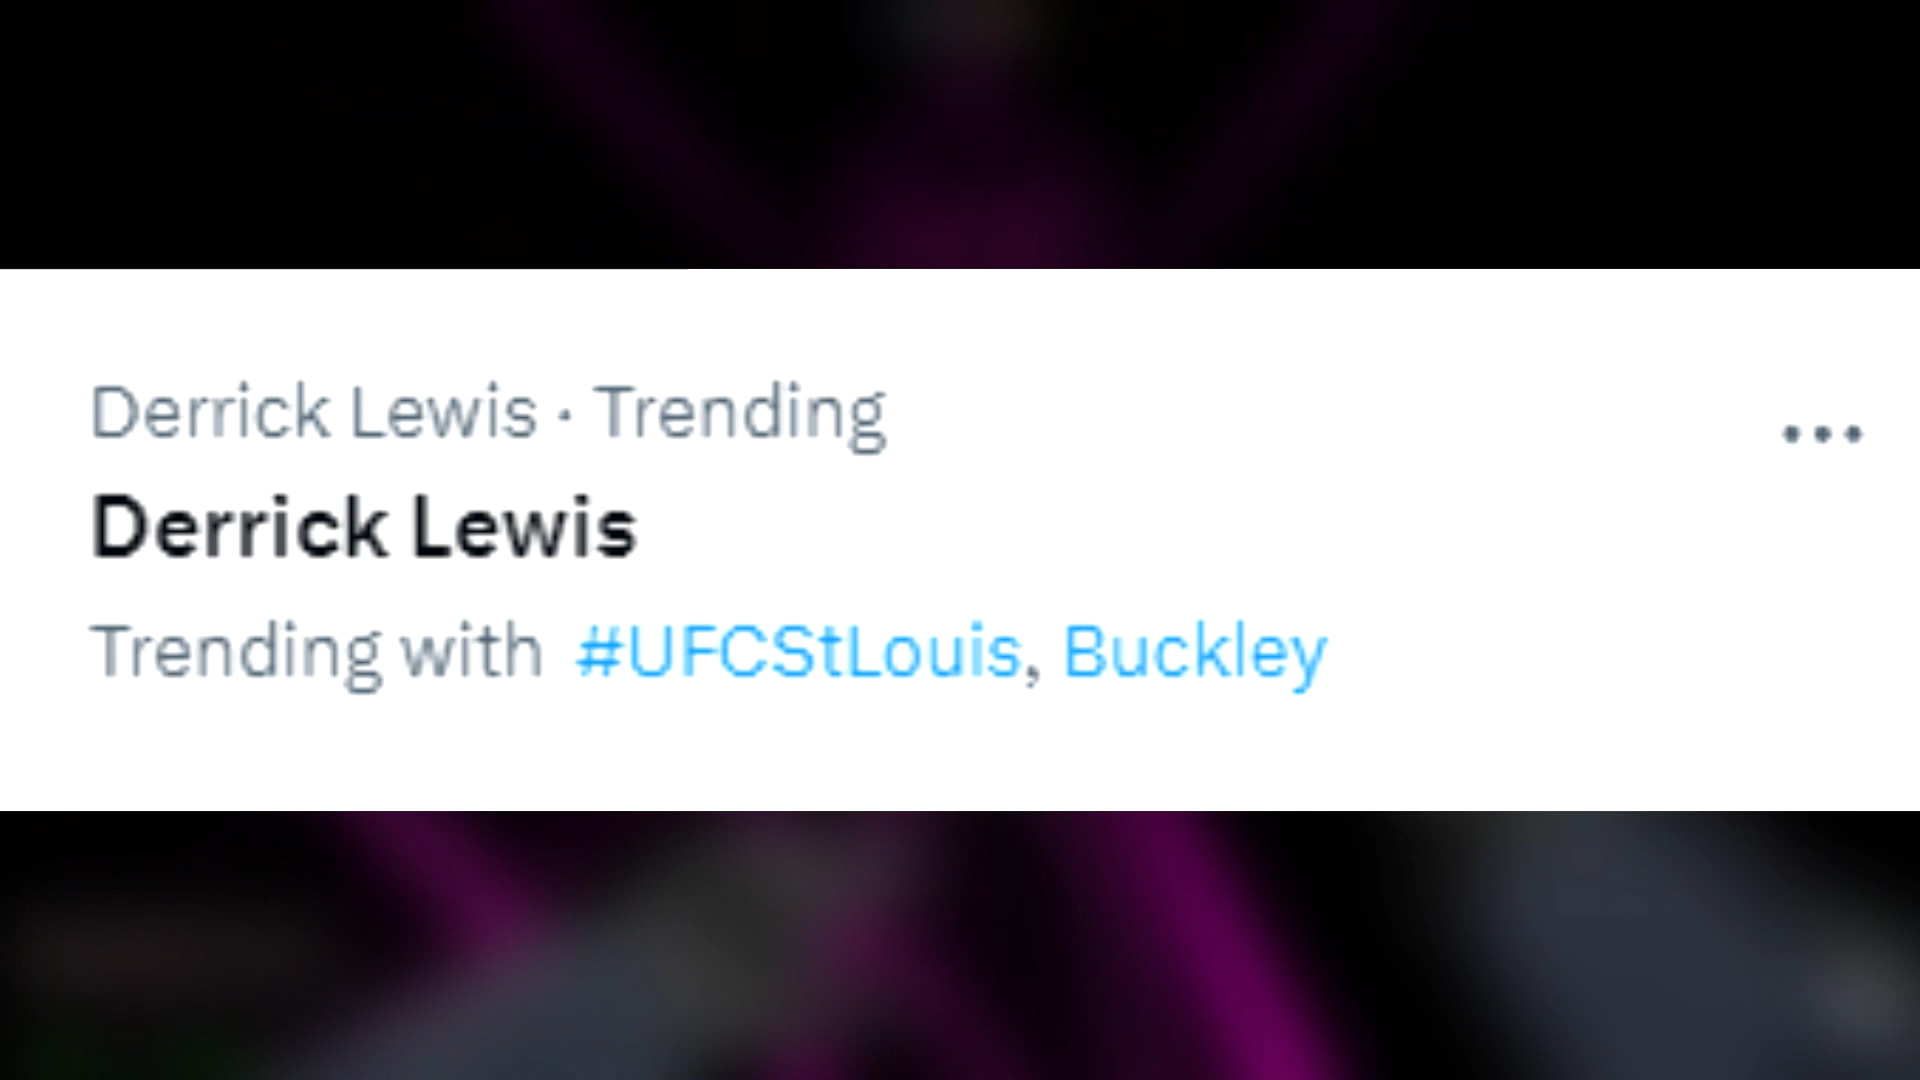 Derrick Lewis · Trending
Derrick Lewis
Trending with #UFCStLouis, Buckley